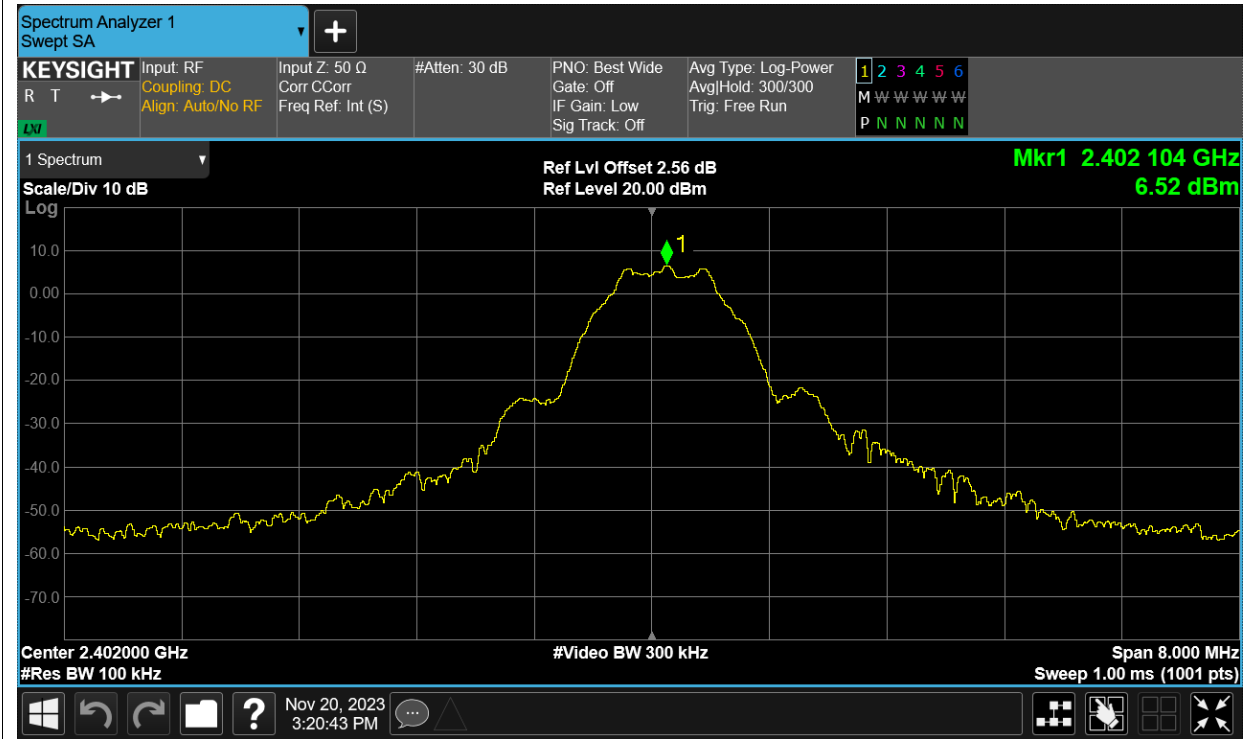 Spectrum Analyzer 1
Swept SA
+
KEYSIGHT
R T
LXI
Input: RF
Coupling: DC
Align: Auto/No RF
Input Z: 50 Ω
Corr CCorr
Freq Ref: Int (S)
#Atten: 30 dB
PNO: Best Wide
Gate: Off
IF Gain: Low
Sig Track: Off
Avg Type: Log-Power
Avg|Hold: 300/300
Trig: Free Run
1 2 3 4 5 6
M W W W W W
P N N N N N
1 Spectrum
Scale/Div 10 dB
Log
Ref Lvl Offset 2.56 dB
Ref Level 20.00 dBm
Mkr1 2.402 104 GHz
6.52 dBm
1
10.0
0.00
-10.0
-20.0
-30.0
-40.0
-50.0
-60.0
-70.0
Center 2.402000 GHz
#Res BW 100 kHz
#Video BW 300 kHz
Span 8.000 MHz
Sweep 1.00 ms (1001 pts)
?
Nov 20, 2023
3:20:43 PM